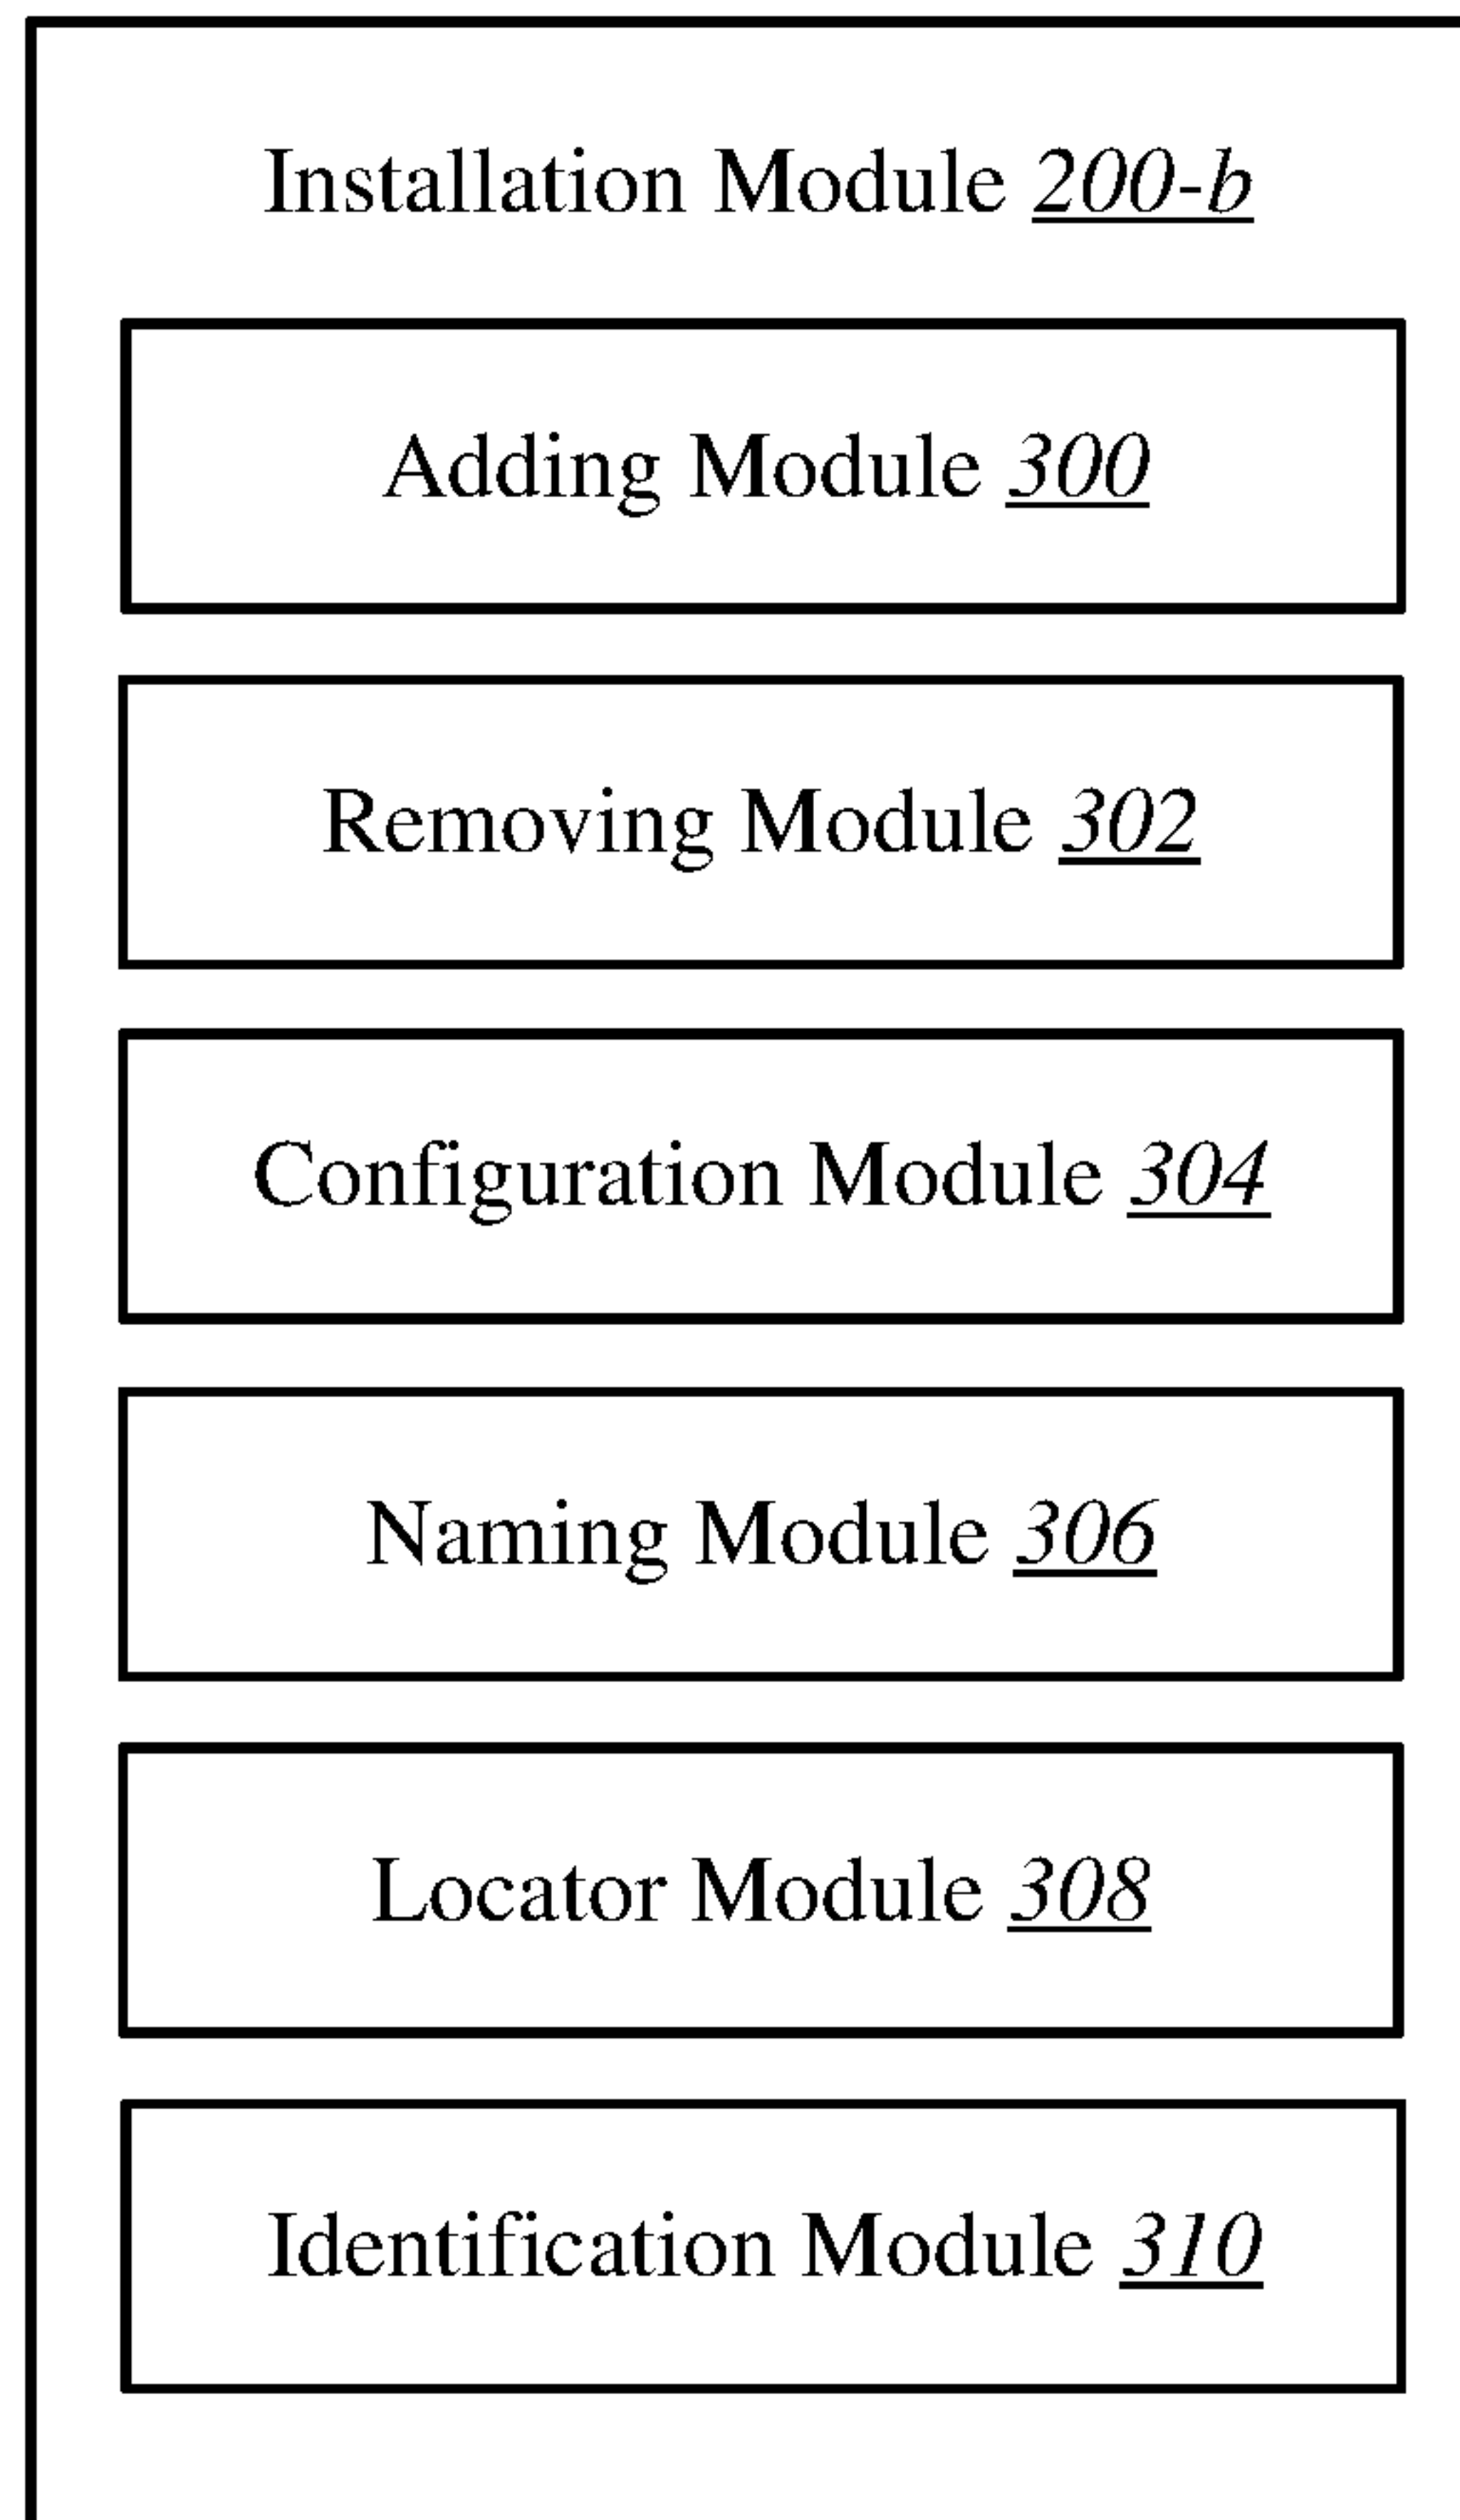 Installation Module 200-b
Adding Module 300
Removing Module 302
Configuration Module 304
Naming Module 306
Locator Module 308
Identification Module 310